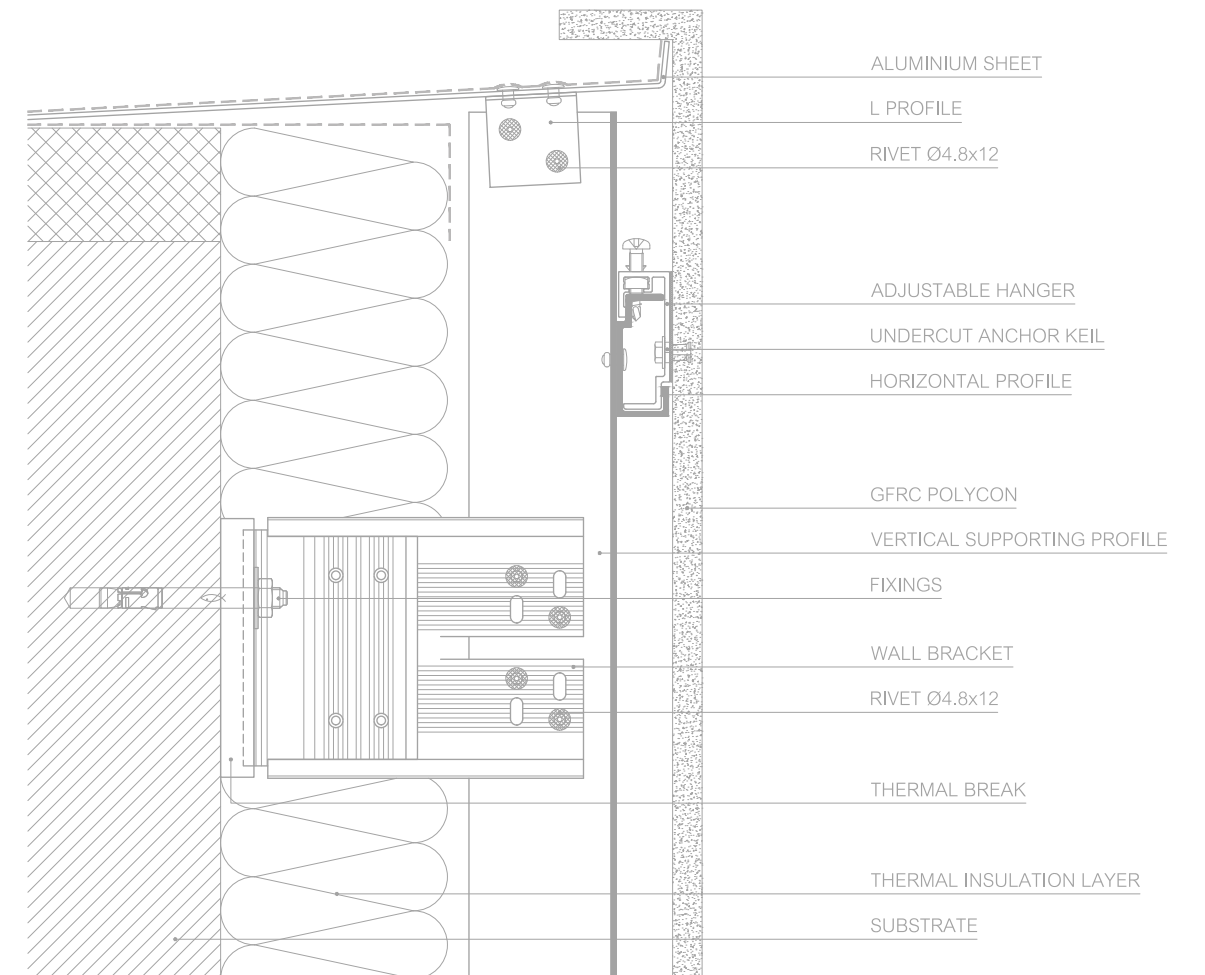 ALUMINIUM SHEET
L PROFILE
RIVET Ø4.8x12
ADJUSTABLE HANGER
UNDERCUT ANCHOR KEIL
HORIZONTAL PROFILE
GFRC POLYCON
VERTICAL SUPPORTING PROFILE
FIXINGS
WALL BRACKET
RIVET Ø4.8x12
THERMAL BREAK
THERMAL INSULATION LAYER
SUBSTRATE